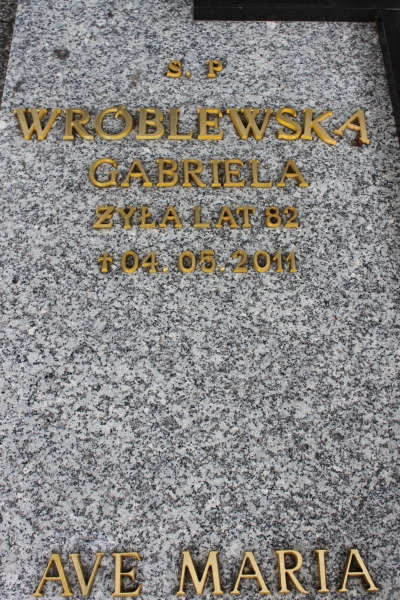 Ś. P
WRÓBLEWSKA
GABRIELA
ŻYŁA LAT 82
✝ 04. 05. 2011
AVE MARIA